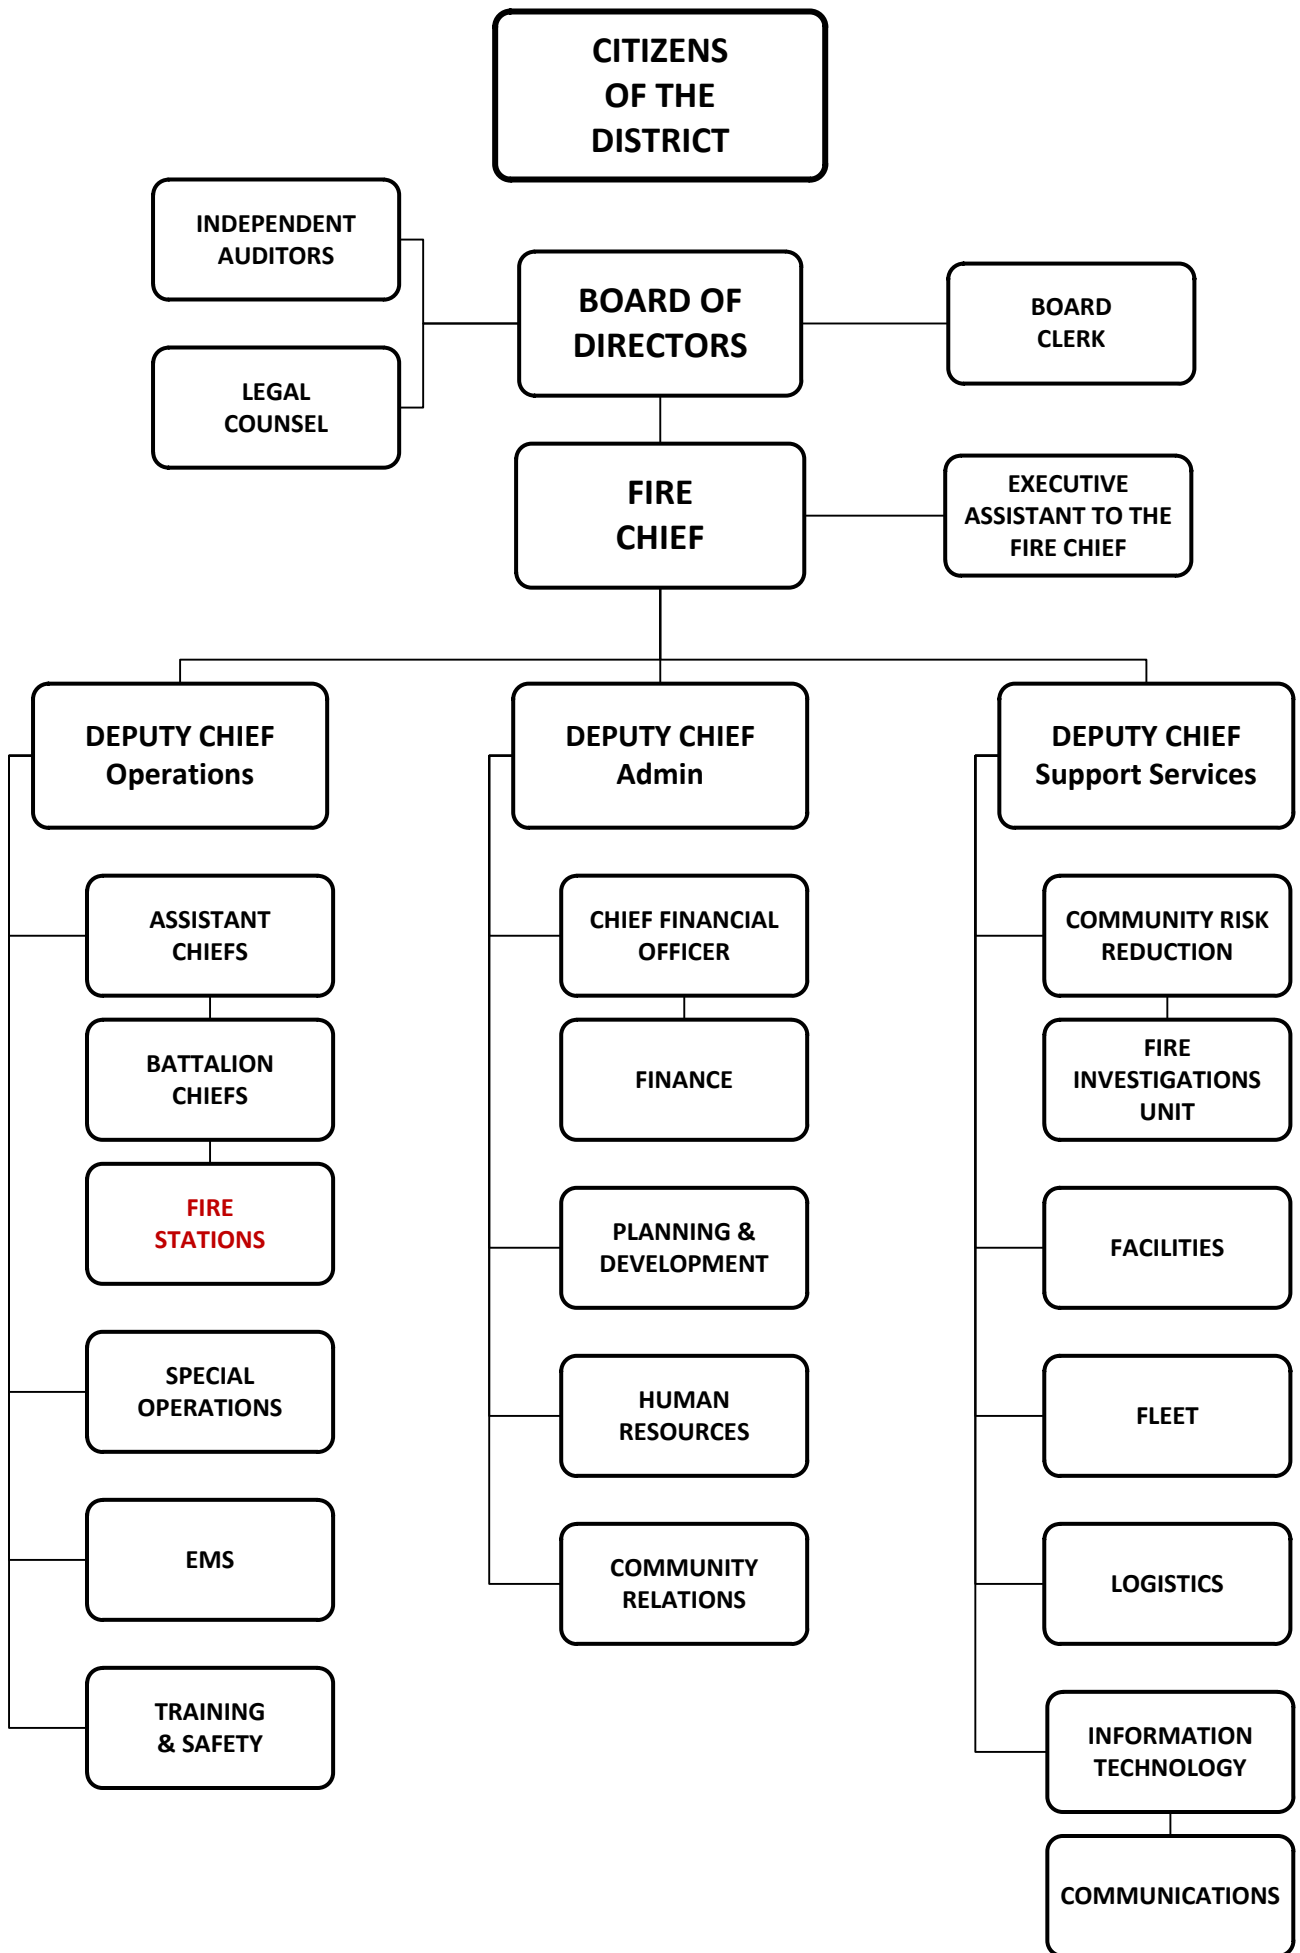 CITIZENS
OF THE
DISTRICT
INDEPENDENT
AUDITORS
BOARD OF
DIRECTORS
BOARD
CLERK
LEGAL
COUNSEL
FIRE
CHIEF
EXECUTIVE
ASSISTANT TO THE
FIRE CHIEF
DEPUTY CHIEF
Operations
DEPUTY CHIEF
Admin
DEPUTY CHIEF
Support Services
ASSISTANT
CHIEFS
BATTALION
CHIEFS
FIRE
STATIONS
SPECIAL
OPERATIONS
EMS
TRAINING
& SAFETY
CHIEF FINANCIAL
OFFICER
FINANCE
PLANNING &
DEVELOPMENT
HUMAN
RESOURCES
COMMUNITY
RELATIONS
COMMUNITY RISK
REDUCTION
FIRE
INVESTIGATIONS
UNIT
FACILITIES
FLEET
LOGISTICS
INFORMATION
TECHNOLOGY
COMMUNICATIONS